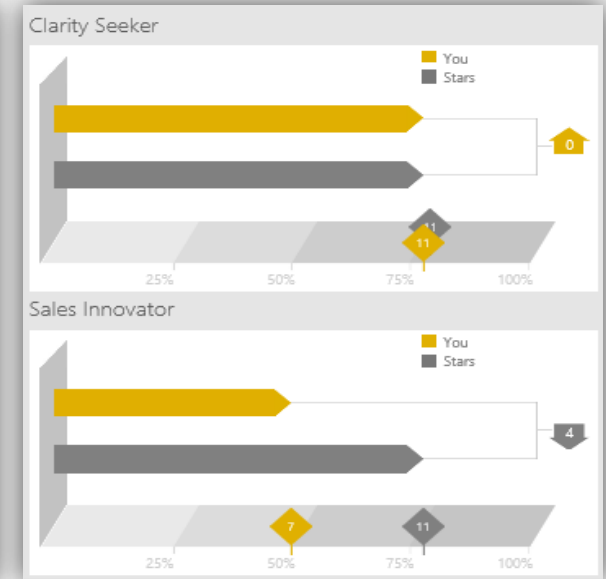 Clarity Seeker
You
Stars
0
11
11
25% 50% 75% 100%
Sales Innovator
You
Stars
4
7 11
25% 50% 75% 100%